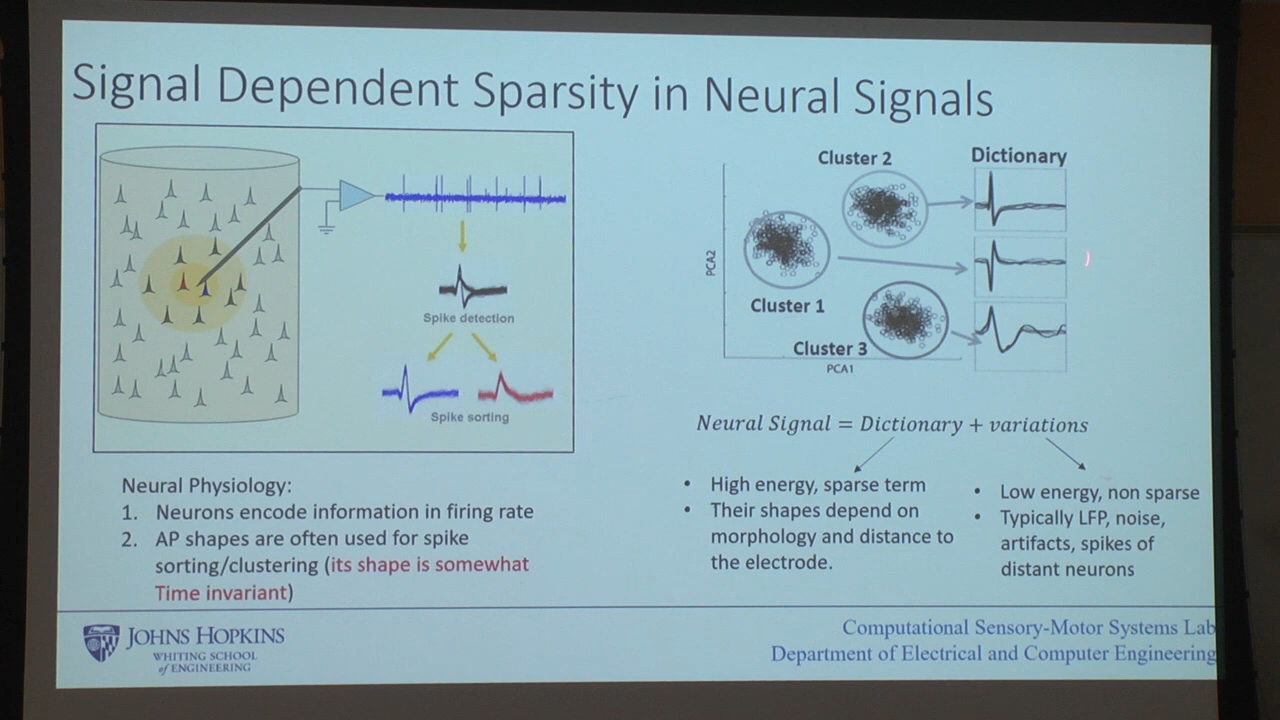 Signal Dependent Sparsity in Neural Signals
Spike detection
Spike sorting
Cluster 2
Dictionary
PCA2
Cluster 1
Cluster 3
PCA1
Neural Signal = Dictionary + variations
Neural Physiology:
1. Neurons encode information in firing rate
2. AP shapes are often used for spike
sorting/clustering (its shape is somewhat
Time invariant)
• High energy, sparse term
• Their shapes depend on
morphology and distance to
the electrode.
• Low energy, non sparse
• Typically LFP, noise,
artifacts, spikes of
distant neurons
JOHNS HOPKINS
WHITING SCHOOL
of ENGINEERING
Computational Sensory-Motor Systems Lab
Department of Electrical and Computer Engineering